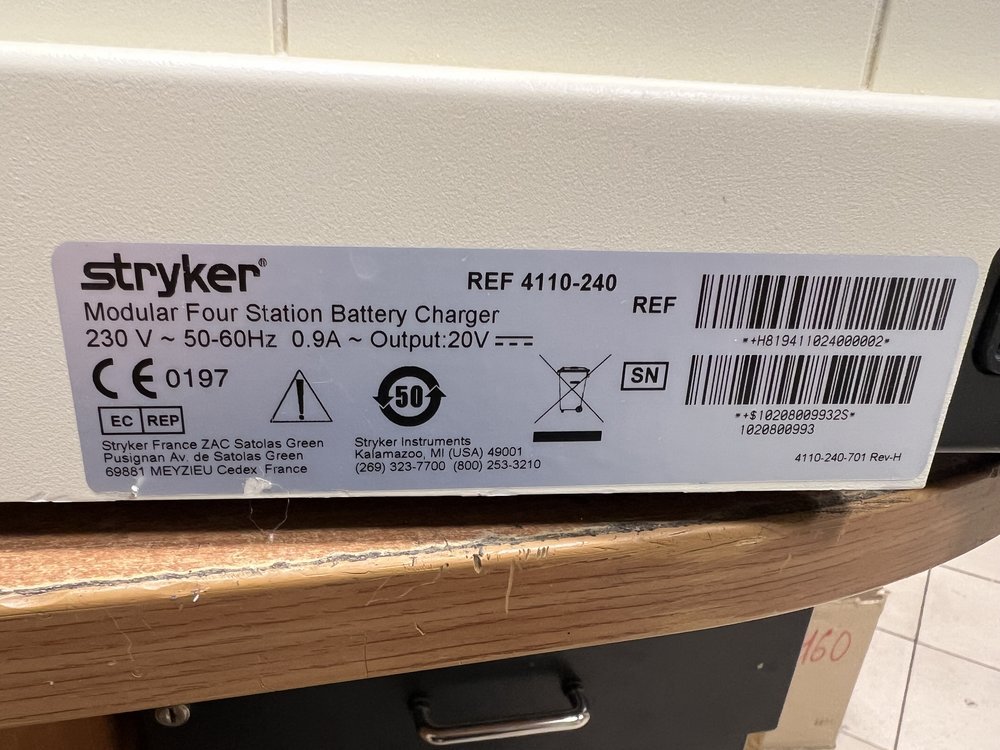 stryker®
REF 4110-240
Modular Four Station Battery Charger
230 V ~ 50-60Hz 0.9A ~ Output:20V
CE 0197
50
EC REP
Stryker France ZAC Satolas Green
Pusignan Av. de Satolas Green
69881 MEYZIEU Cedex France
Stryker Instruments
Kalamazoo, MI (USA) 49001
(269) 323-7700 (800) 253-3210
REF
*+H819411024000002*
SN
*+$10208009932S*
1020800993
4110-240-701 Rev-H
160